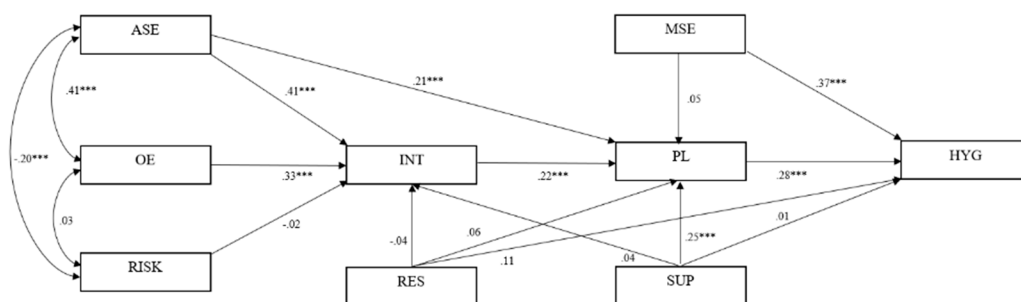 ASE
MSE
.21***
.37***
.41***
.41***
.05
-.20***
OE
INT
PL
HYG
.33***
.22***
.28***
.03
-.02
-.04
.06
.25***
.01
.11
.04
RISK
RES
SUP